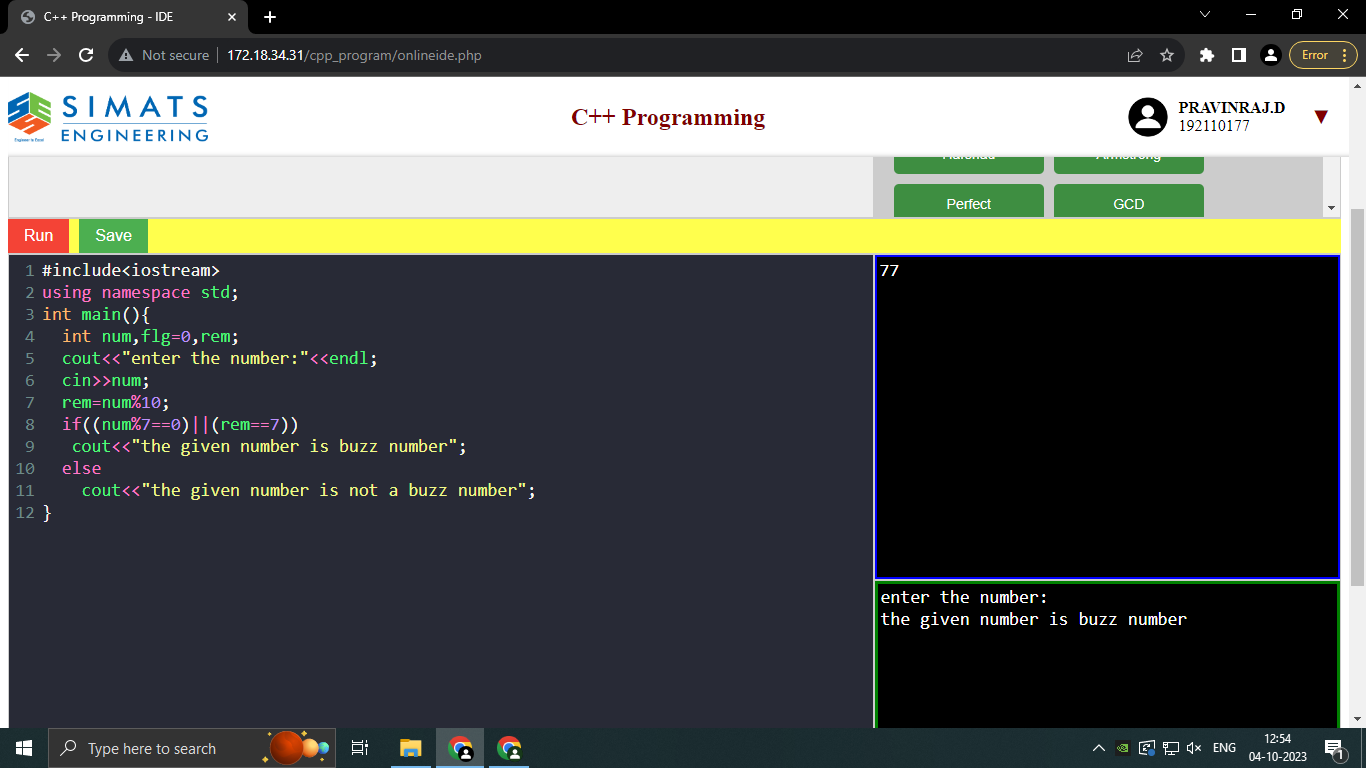 C++ Programming - IDE
Not secure
172.18.34.31/cpp_program/onlineide.php
Error
SIMATS
ENGINEERING
Engineer to Excel
C++ Programming
PRAVINRAJ.D
192110177
Armstrong
Perfect
GCD
Run
Save
1 #include<iostream>
2 using namespace std;
3 int main(){
4   int num,flg=0,rem;
5   cout<<"enter the number:"<<endl;
6   cin>>num;
7   rem=num%10;
8   if((num%7==0)||(rem==7))
9    cout<<"the given number is buzz number";
10   else
11     cout<<"the given number is not a buzz number";
12 }
77
enter the number:
the given number is buzz number
Type here to search
ENG
12:54
04-10-2023
1